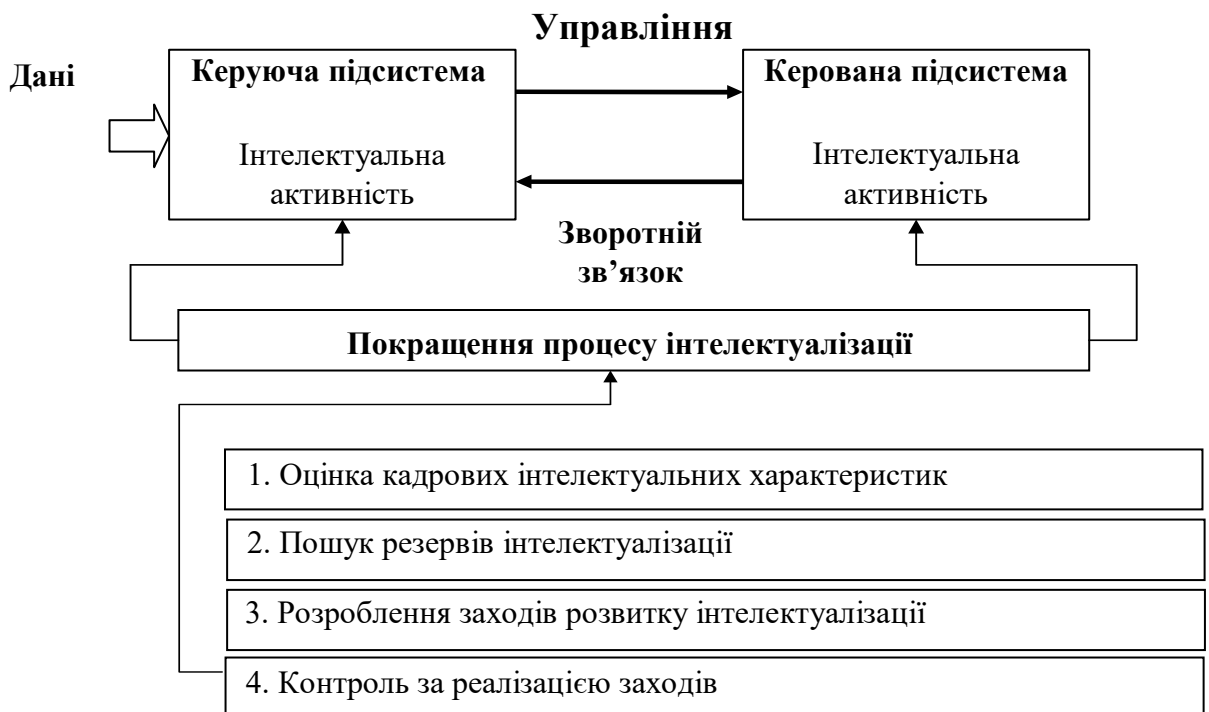 Управління
Дані
Керуюча підсистема
Інтелектуальна
активність
Керована підсистема
Інтелектуальна
активність
Зворотній
зв’язок
Покращення процесу інтелектуалізації
1. Оцінка кадрових інтелектуальних характеристик
2. Пошук резервів інтелектуалізації
3. Розроблення заходів розвитку інтелектуалізації
4. Контроль за реалізацією заходів